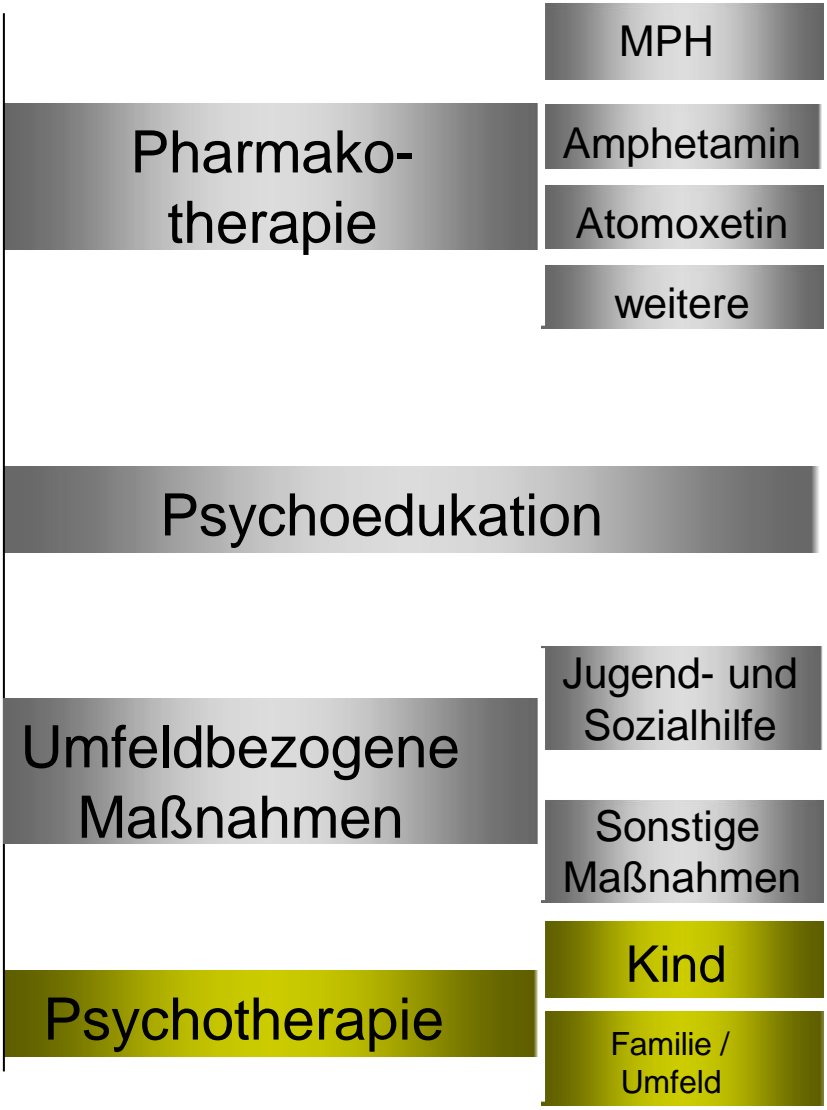 Pharmako-
therapie
MPH
Amphetamin
Atomoxetin
weitere
Psychoedukation
Umfeldbezogene
Maßnahmen
Jugend- und
Sozialhilfe
Sonstige
Maßnahmen
Psychotherapie
Kind
Familie /
Umfeld